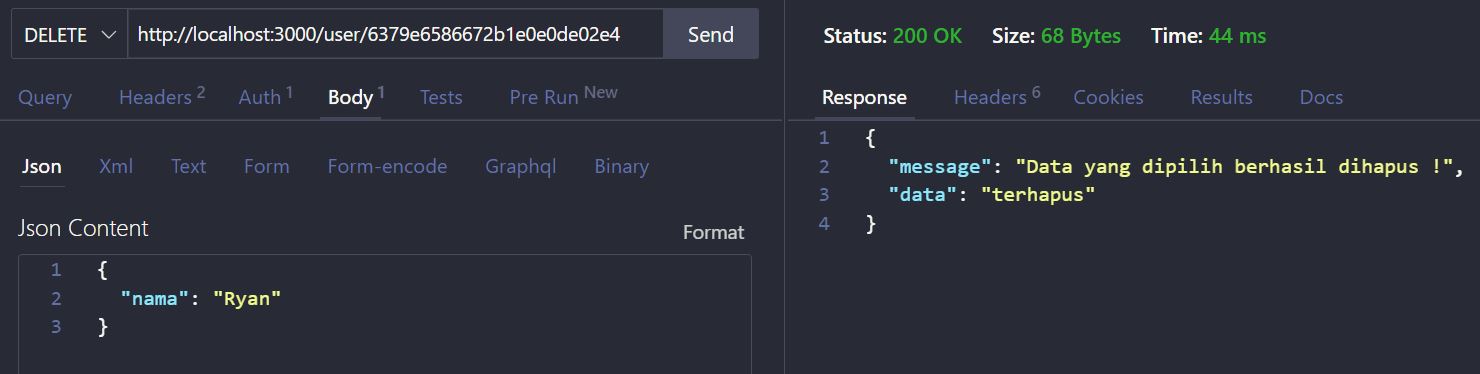 DELETE http://localhost:3000/user/6379e6586672b1e0e0de02e4 Send
Query Headers 2 Auth 1 Body 1 Tests Pre Run New
Json Xml Text Form Form-encode Graphql Binary
Json Content
Format
1 {
2 "nama": "Ryan"
3 }
Status: 200 OK Size: 68 Bytes Time: 44 ms
Response Headers 6 Cookies Results Docs
1 {
2 "message": "Data yang dipilih berhasil dihapus !",
3 "data": "terhapus"
4 }